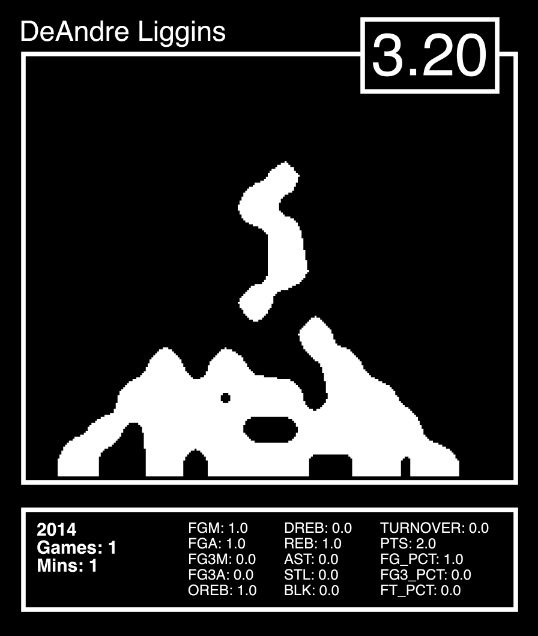 DeAndre Liggins
3.20
2014
Games: 1
Mins: 1
FGM: 1.0
FGA: 1.0
FG3M: 0.0
FG3A: 0.0
OREB: 1.0
DREB: 0.0
REB: 1.0
AST: 0.0
STL: 0.0
BLK: 0.0
TURNOVER: 0.0
PTS: 2.0
FG_PCT: 1.0
FG3_PCT: 0.0
FT_PCT: 0.0